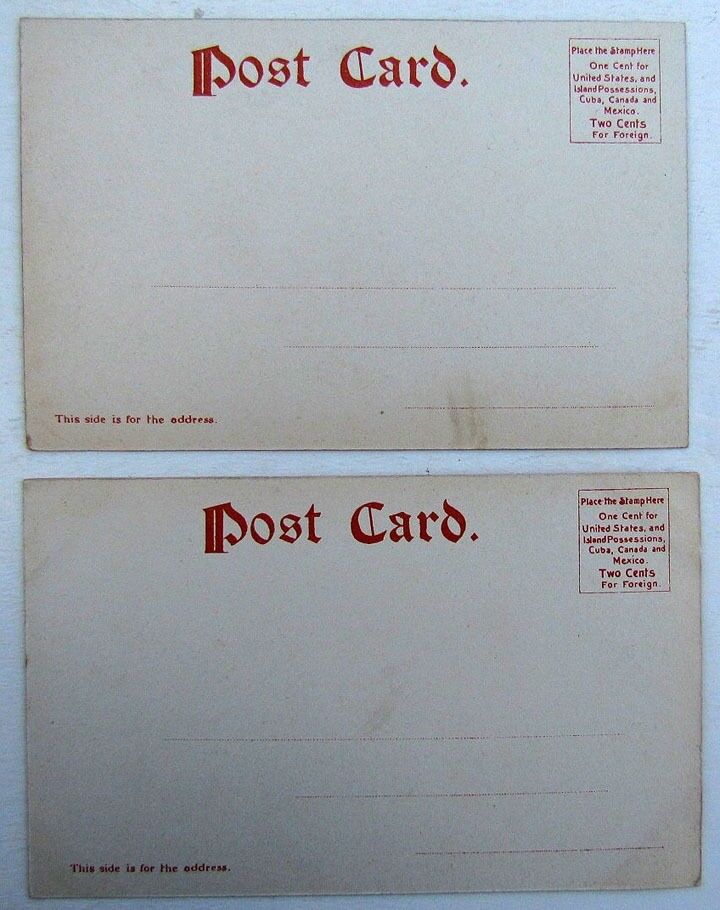 Post Card.
Place the Stamp Here
One Cent for
United States, and
Island Possessions,
Cuba, Canada and
Mexico.
Two Cents
For Foreign.
This side is for the address.
Post Card.
Place the Stamp Here
One Cent for
United States, and
Island Possessions,
Cuba, Canada and
Mexico.
Two Cents
For Foreign.
This side is for the address.